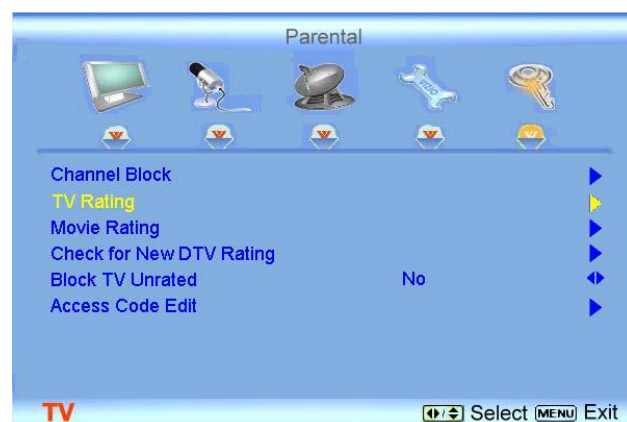 Parental
VIZIO
Channel Block
TV Rating
Movie Rating
Check for New DTV Rating
Block TV Unrated No
Access Code Edit
TV Select MENU Exit